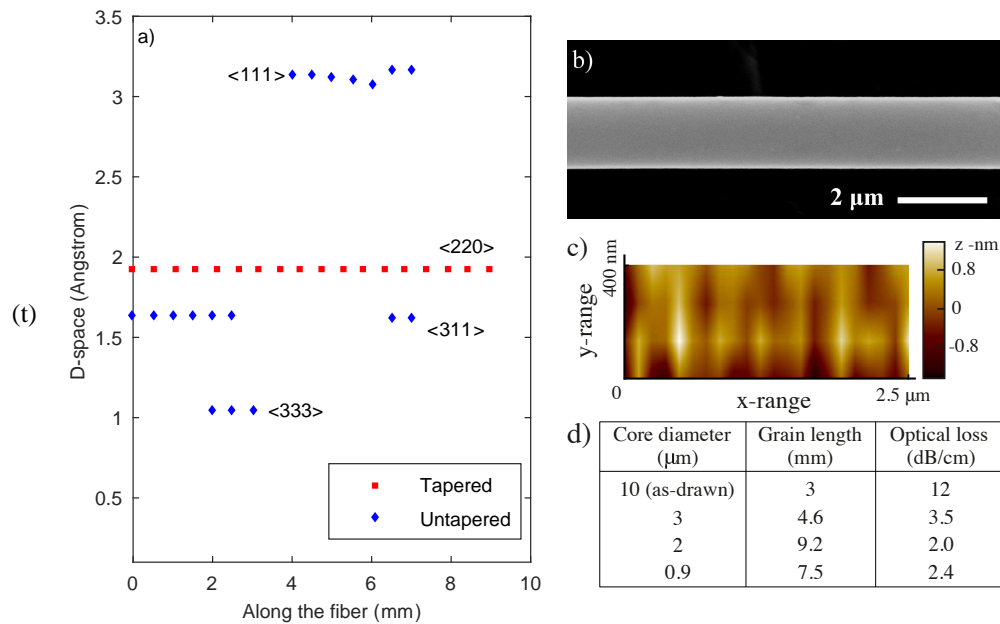 a)
3.5
3
2.5
2
1.5
1
0.5
0
2
4
6
8
10
D-space (Angstrom)
Along the fiber (mm)
(t)
<111>
<220>
<311>
<333>
Tapered
Untapered
b)
2 μm
c)
z -nm
0.8
0
-0.8
400 nm
y-range
0
x-range
2.5 μm
d)
Core diameter (μm) Grain length (mm) Optical loss (dB/cm)
10 (as-drawn) 3 12
3 4.6 3.5
2 9.2 2.0
0.9 7.5 2.4